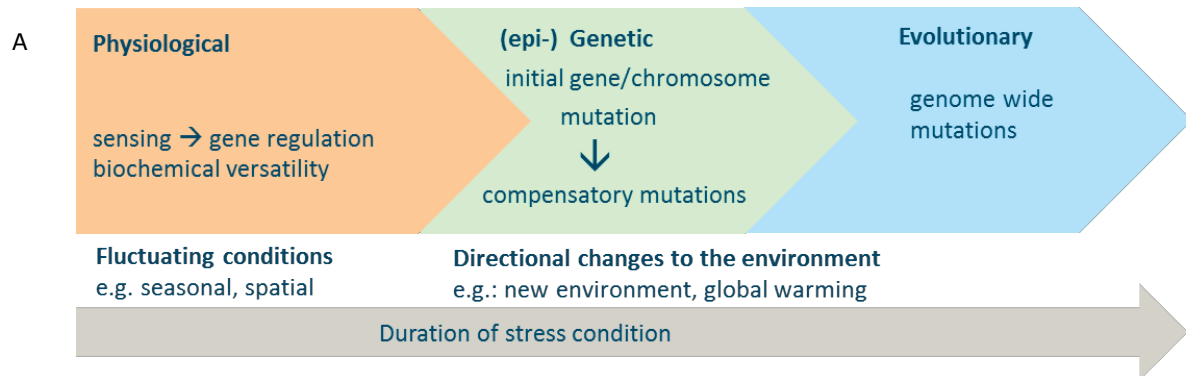 A
Physiological
sensing → gene regulation
biochemical versatility
(epi-) Genetic
initial gene/chromosome
mutation
↓
compensatory mutations
Evolutionary
genome wide
mutations
Fluctuating conditions
e.g. seasonal, spatial
Directional changes to the environment
e.g.: new environment, global warming
Duration of stress condition